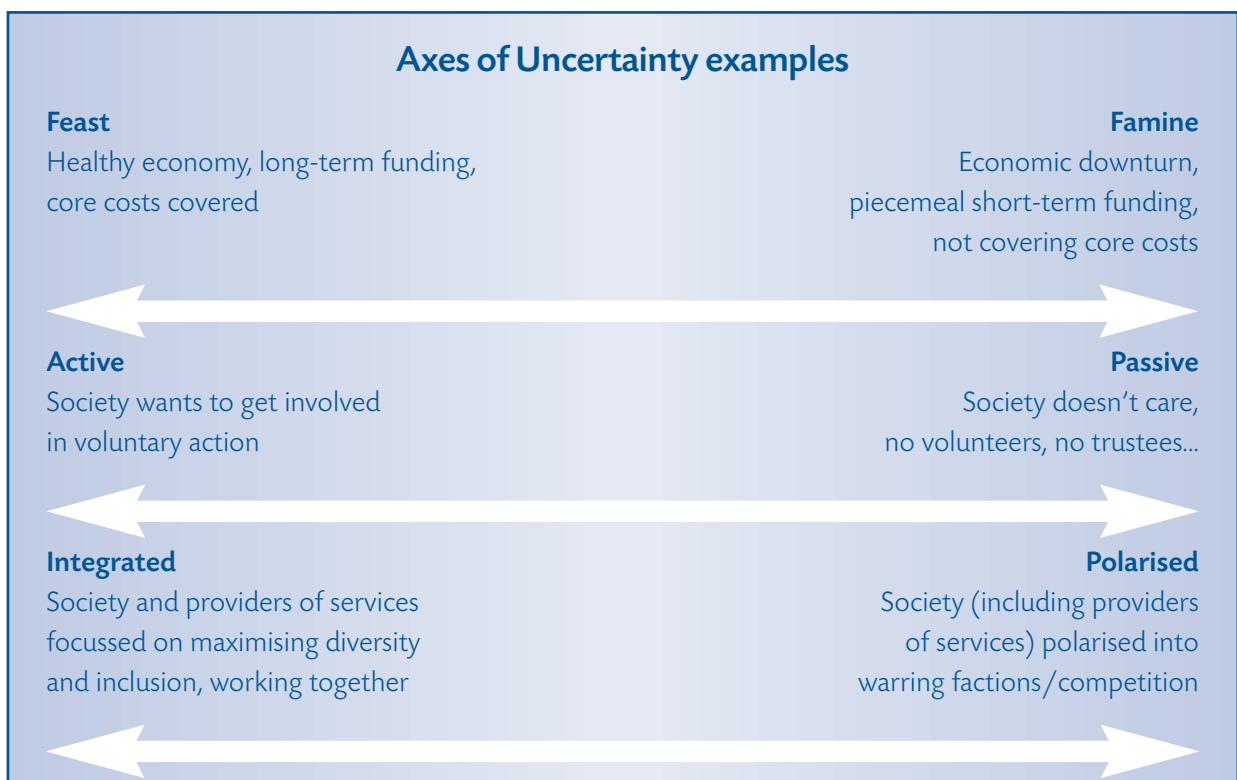 Axes of Uncertainty examples
Feast
Healthy economy, long-term funding,
core costs covered
Famine
Economic downturn,
piecemeal short-term funding,
not covering core costs
Active
Society wants to get involved
in voluntary action
Passive
Society doesn't care,
no volunteers, no trustees...
Integrated
Society and providers of services
focussed on maximising diversity
and inclusion, working together
Polarised
Society (including providers
of services) polarised into
warring factions/competition